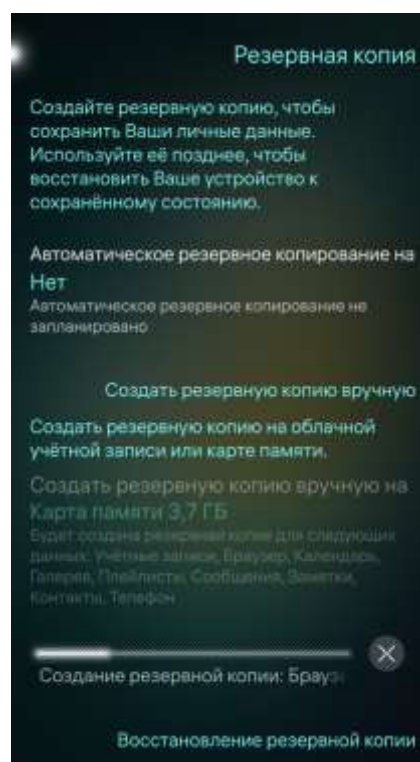 Резервная копия
Создайте резервную копию, чтобы
сохранить Ваши личные данные.
Используйте её позднее, чтобы
восстановить Ваше устройство к
сохранённому состоянию.
Автоматическое резервное копирование на
Нет
Автоматическое резервное копирование не
запланировано
Создать резервную копию вручную
Создать резервную копию на облачной
учётной записи или карте памяти.
Создать резервную копию вручную на
Карта памяти 3,7 ГБ
Будет создана резервная копия для следующих
данных: Учётные записи, Браузер, Календарь,
Галерея, Плейлисты, Сообщения, Заметки,
Контакты, Телефон
Создание резервной копии: Брауз
Восстановление резервной копии